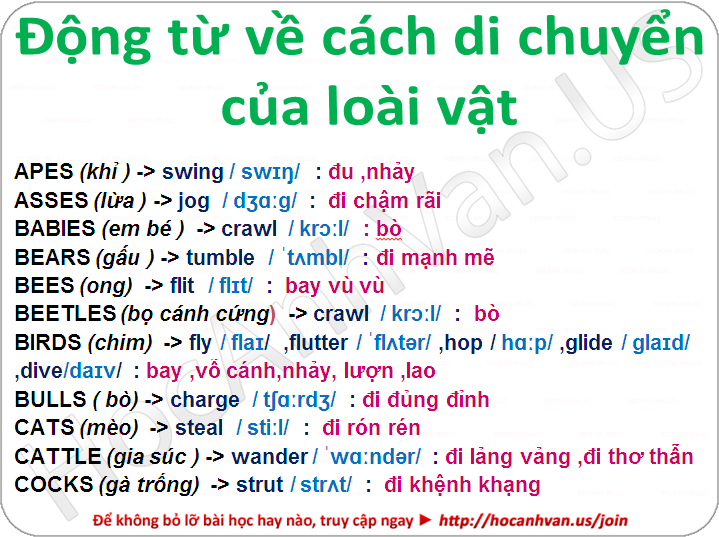 Động từ về cách di chuyển
của loài vật
APES (khỉ ) -> swing / swɪŋ/ : đu ,nhảy
ASSES (lừa ) -> jog / dʒɑːg/ : đi chậm rãi
BABIES (em bé ) -> crawl / krɔːl/ : bò
BEARS (gấu ) -> tumble / ˈtʌmbl/ : đi mạnh mẽ
BEES (ong) -> flit / flɪt/ : bay vù vù
BEETLES (bọ cánh cứng) -> crawl / krɔːl/ : bò
BIRDS (chim) -> fly / flaɪ/ ,flutter / ˈflʌtər/ ,hop / hɑːp/ ,glide / glaɪd/
,dive/daɪv/ : bay ,vỗ cánh,nhảy, lượn ,lao
BULLS ( bò) -> charge / tʃɑːrdʒ/ : đi đủng đỉnh
CATS (mèo) -> steal / stiːl/ : đi rón rén
CATTLE (gia súc ) -> wander / ˈwɑːndər/ : đi lảng vảng ,đi thơ thẫn
COCKS (gà trống) -> strut / strʌt/ : đi khệnh khạng
Để không bỏ lỡ bài học hay nào, truy cập ngay ► http://hocanhvan.us/join
HocAnhVan.US